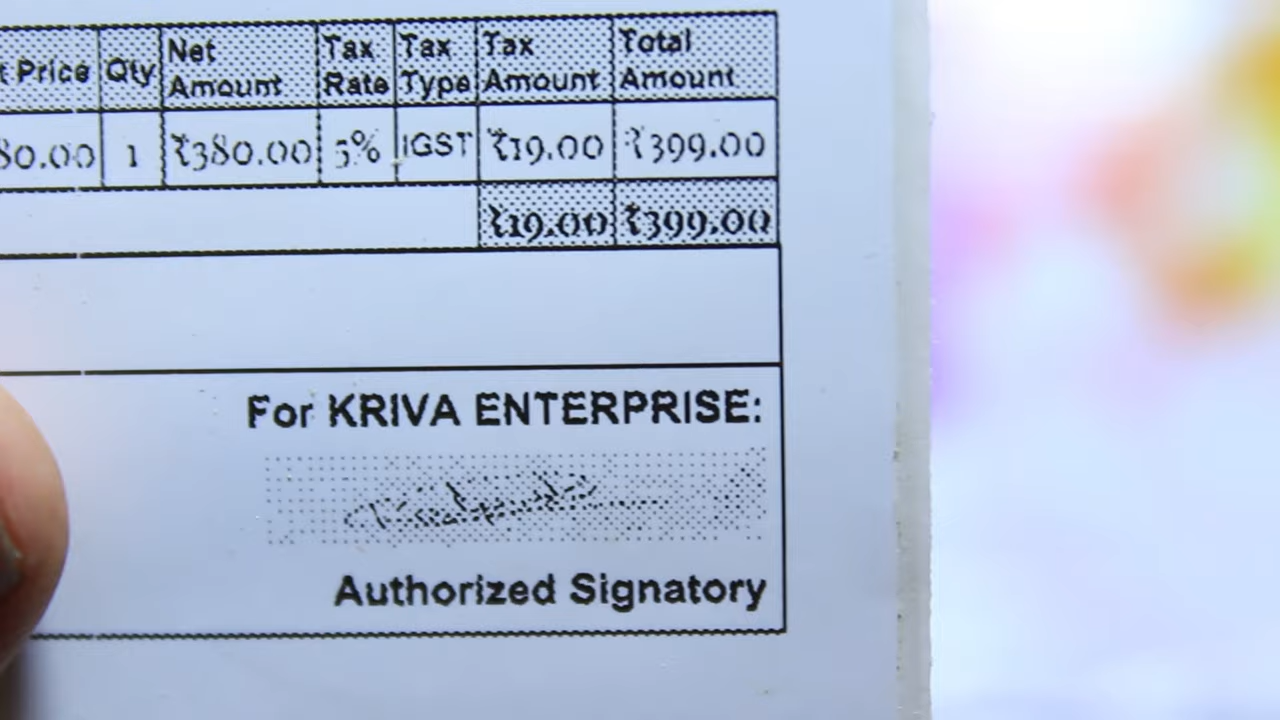 t Price Qty Net Amount Tax Rate Tax Type Tax Amount Total Amount
80.00 1 ₹380.00 5% IGST ₹19.00 ₹399.00
₹19.00 ₹399.00
For KRIVA ENTERPRISE:
Authorized Signatory